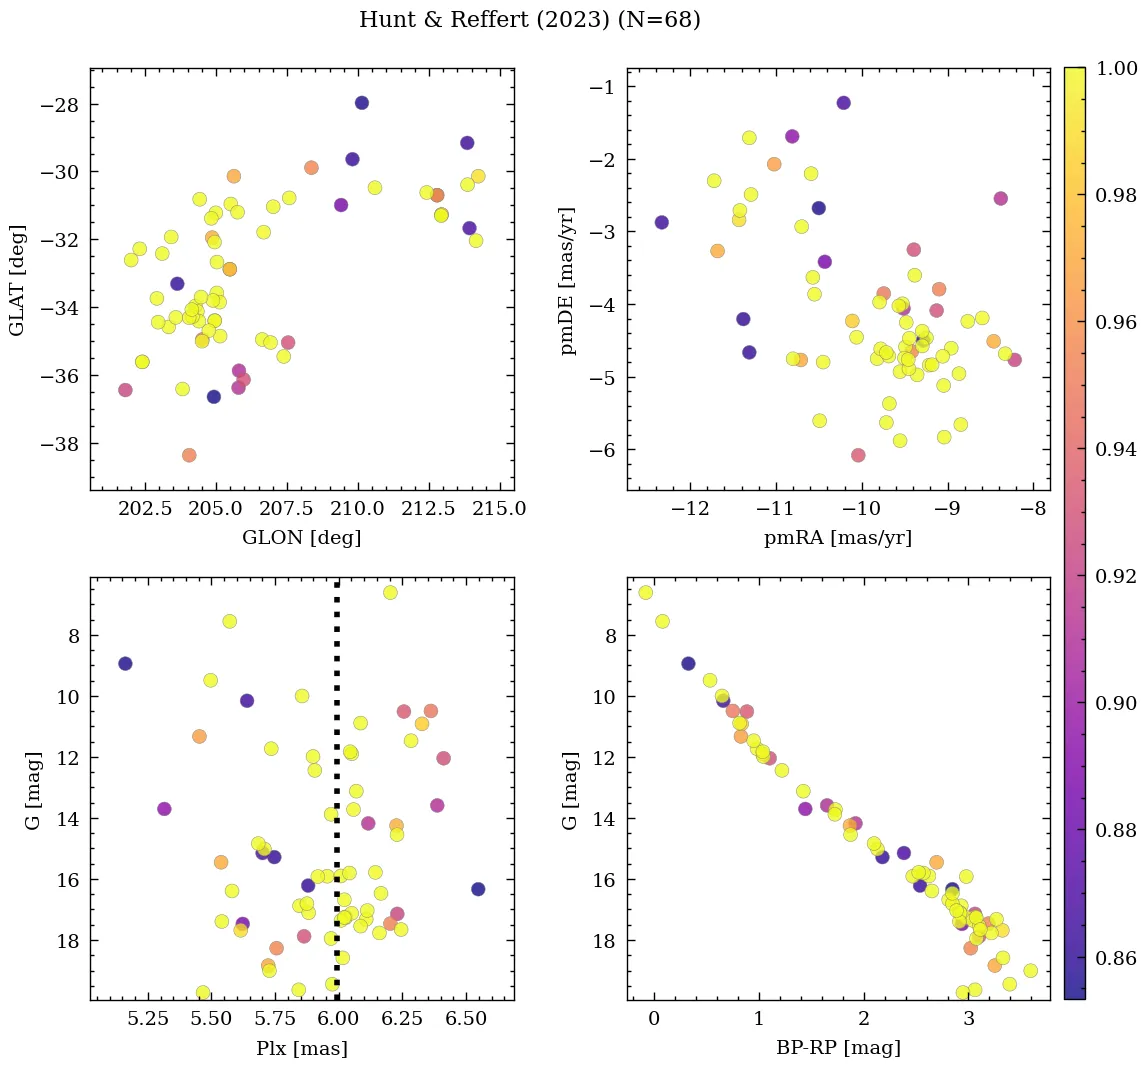 Hunt & Reffert (2023) (N=68)
−28
−30
−32
−34
−36
−38
GLAT [deg]
202.5 205.0 207.5 210.0 212.5 215.0
GLON [deg]
−1
−2
−3
−4
−5
−6
pmDE [mas/yr]
−12 −11 −10 −9 −8
pmRA [mas/yr]
8
10
12
14
16
18
G [mag]
5.25 5.50 5.75 6.00 6.25 6.50
Plx [mas]
8
10
12
14
16
18
G [mag]
0 1 2 3
BP-RP [mag]
1.00
0.98
0.96
0.94
0.92
0.90
0.88
0.86